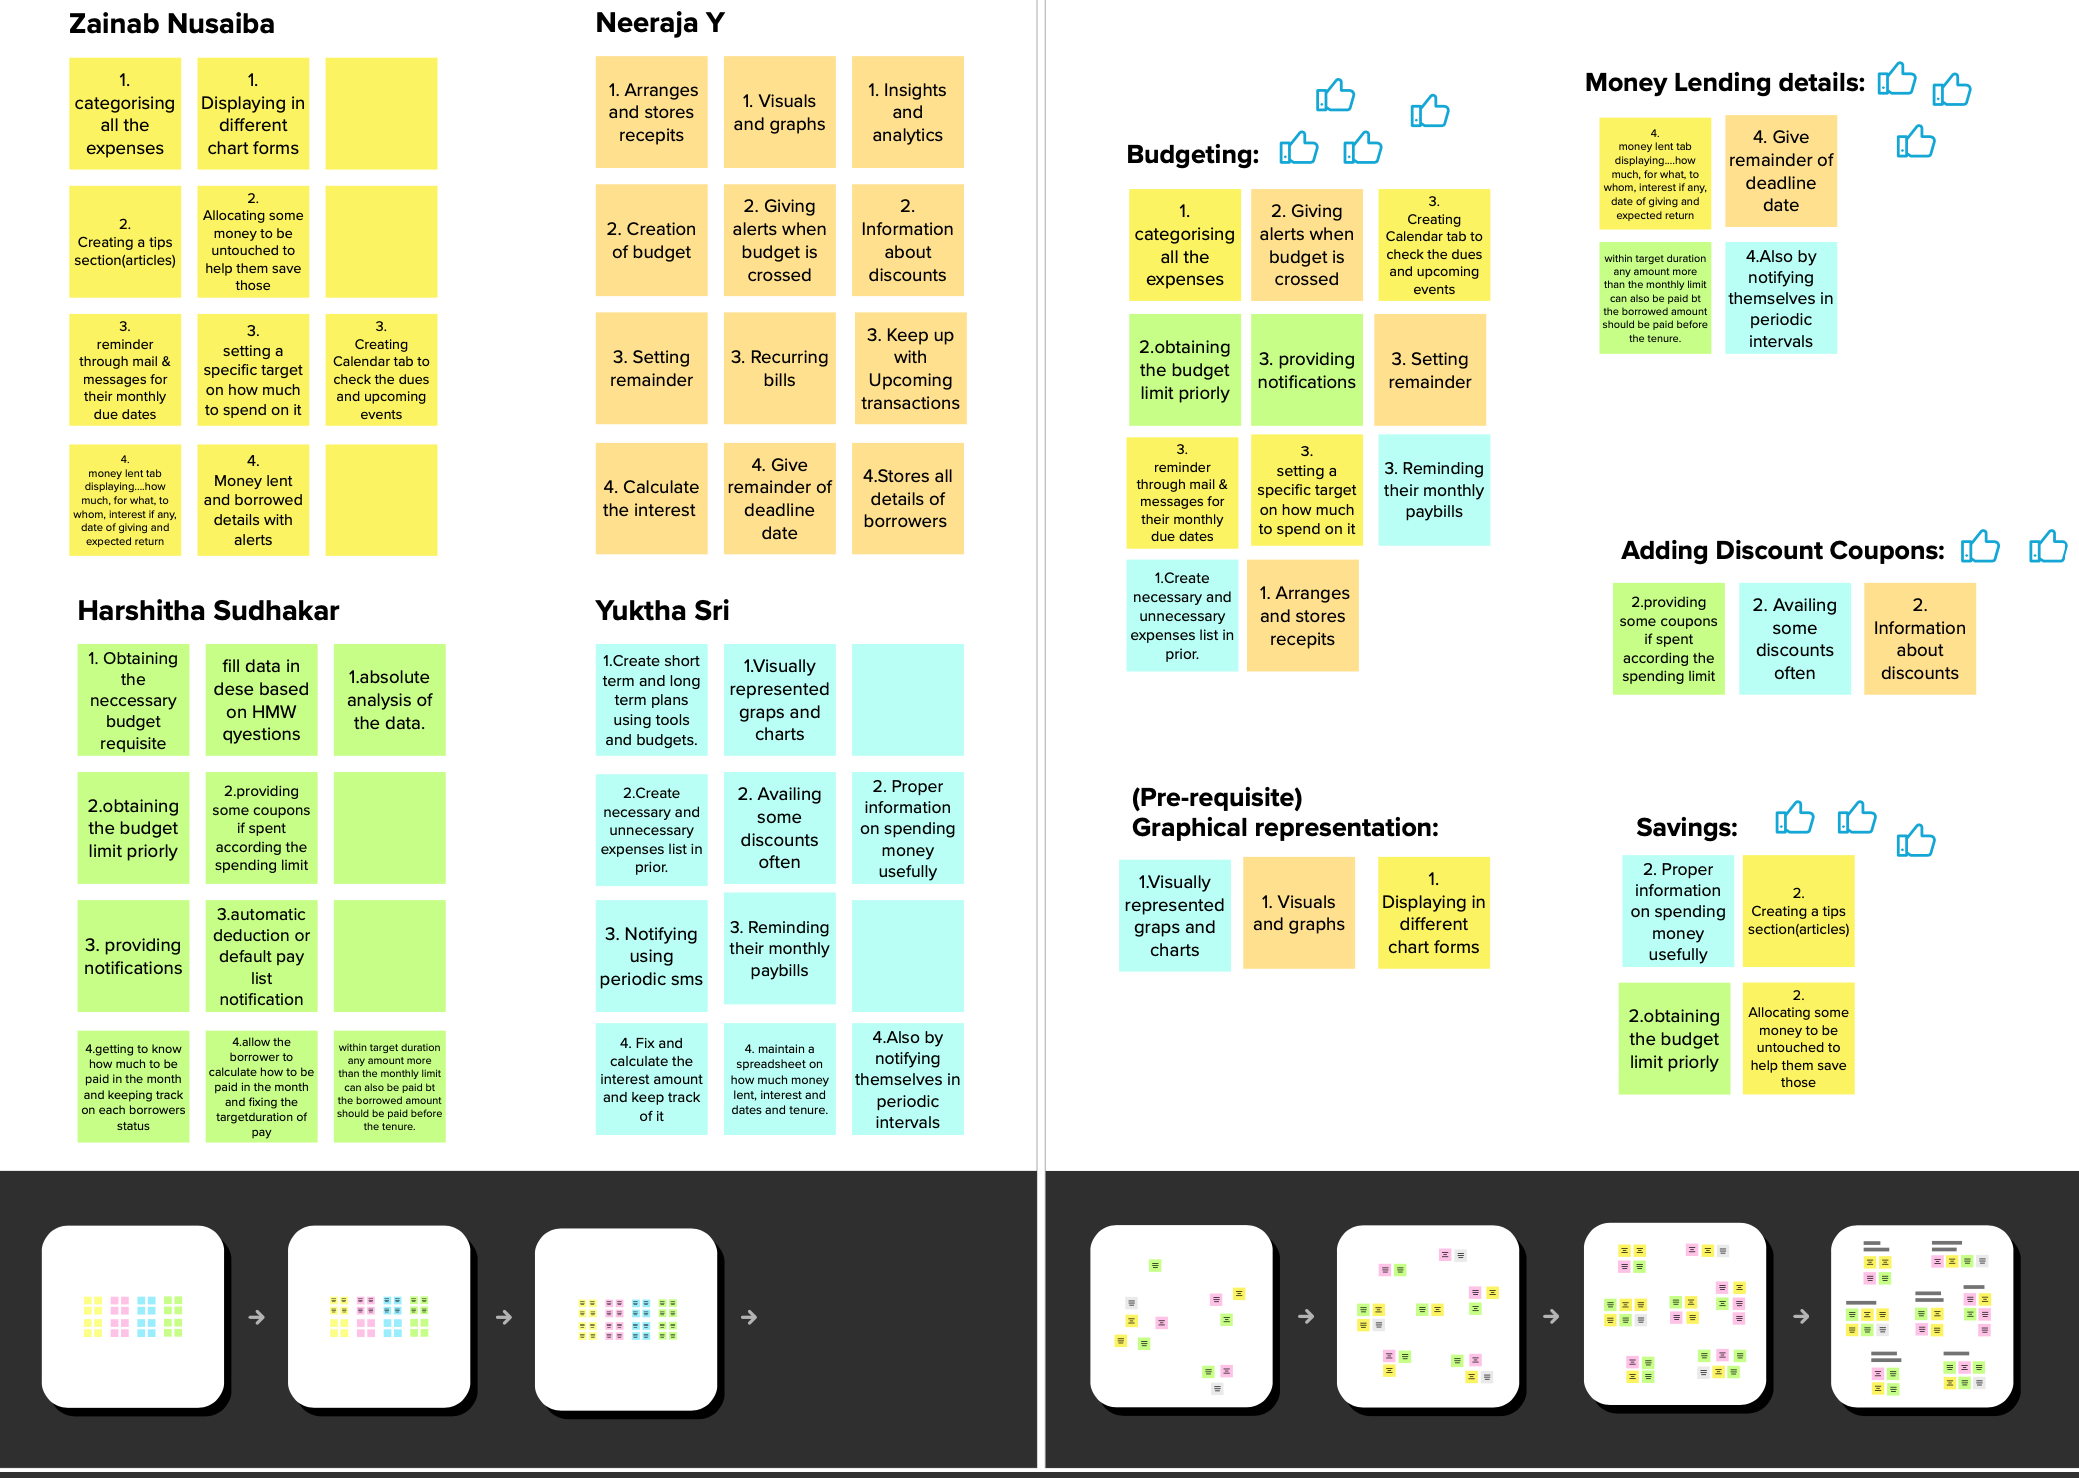 Zainab Nusaiba
1.
categorising
all the
expenses
1.
Displaying in
different
chart forms
2.
Creating a tips
section(articles)
2.
Allocating some
money to be
untouched to
help them save
those
3.
reminder
through mail &
messages for
their monthly
due dates
3.
setting a
specific target
on how much
to spend on it
3.
Creating
Calendar tab to
check the dues
and upcoming
events
4.
money lent tab
displaying....how
much, for what, to
whom, interest if any,
date of giving and
expected return
4.
Money lent
and borrowed
details with
alerts
Neeraja Y
1. Arranges
and stores
recepits
1. Visuals
and graphs
1. Insights
and
analytics
2. Creation
of budget
2. Giving
alerts when
budget is
crossed
2.
Information
about
discounts
3. Setting
remainder
3. Recurring
bills
3. Keep up
with
Upcoming
transactions
4. Calculate
the interest
4. Give
remainder of
deadline
date
4.Stores all
details of
borrowers
Harshitha Sudhakar
1. Obtaining
the
neccessary
budget
requisite
fill data in
dese based
on HMW
qyestions
1.absolute
analysis of
the data.
2.obtaining
the budget
limit priorly
2.providing
some coupons
if spent
according the
spending limit
3. providing
notifications
3.automatic
deduction or
default pay
list
notification
4.getting to know
how much to be
paid in the month
and keeping track
on each borrowers
status
4.allow the
borrower to
calculate how to be
paid in the month
and fixing the
targetduration of
pay
within target duration
any amount more
than the monthly limit
can also be paid bt
the borrowed amount
should be paid before
the tenure.
Yuktha Sri
1.Create short
term and long
term plans
using tools
and budgets.
1.Visually
represented
graps and
charts
2.Create
necessary and
unnecessary
expenses list in
prior.
2. Availing
some
discounts
often
2. Proper
information
on spending
money
usefully
3. Notifying
using
periodic sms
3. Reminding
their monthly
paybills
4. Fix and
calculate the
interest amount
and keep track
of it
4. maintain a
spreadsheet on
how much money
lent, interest and
dates and tenure.
4.Also by
notifying
themselves in
periodic
intervals
Budgeting:
1.
categorising
all the
expenses
2. Giving
alerts when
budget is
crossed
3.
Creating
Calendar tab to
check the dues
and upcoming
events
2.obtaining
the budget
limit priorly
3. providing
notifications
3. Setting
remainder
3.
reminder
through mail &
messages for
their monthly
due dates
3.
setting a
specific target
on how much
to spend on it
3. Reminding
their monthly
paybills
1.Create
necessary and
unnecessary
expenses list in
prior.
1. Arranges
and stores
recepits
Money Lending details:
4.
money lent tab
displaying....how
much, for what, to
whom, interest if any,
date of giving and
expected return
4. Give
remainder of
deadline
date
within target duration
any amount more
than the monthly limit
can also be paid bt
the borrowed amount
should be paid before
the tenure.
4.Also by
notifying
themselves in
periodic
intervals
Adding Discount Coupons:
2.providing
some coupons
if spent
according the
spending limit
2. Availing
some
discounts
often
2.
Information
about
discounts
(Pre-requisite)
Graphical representation:
1.Visually
represented
graps and
charts
1. Visuals
and graphs
1.
Displaying in
different
chart forms
Savings:
2. Proper
information
on spending
money
usefully
2.
Creating a tips
section(articles)
2.obtaining
the budget
limit priorly
2.
Allocating some
money to be
untouched to
help them save
those